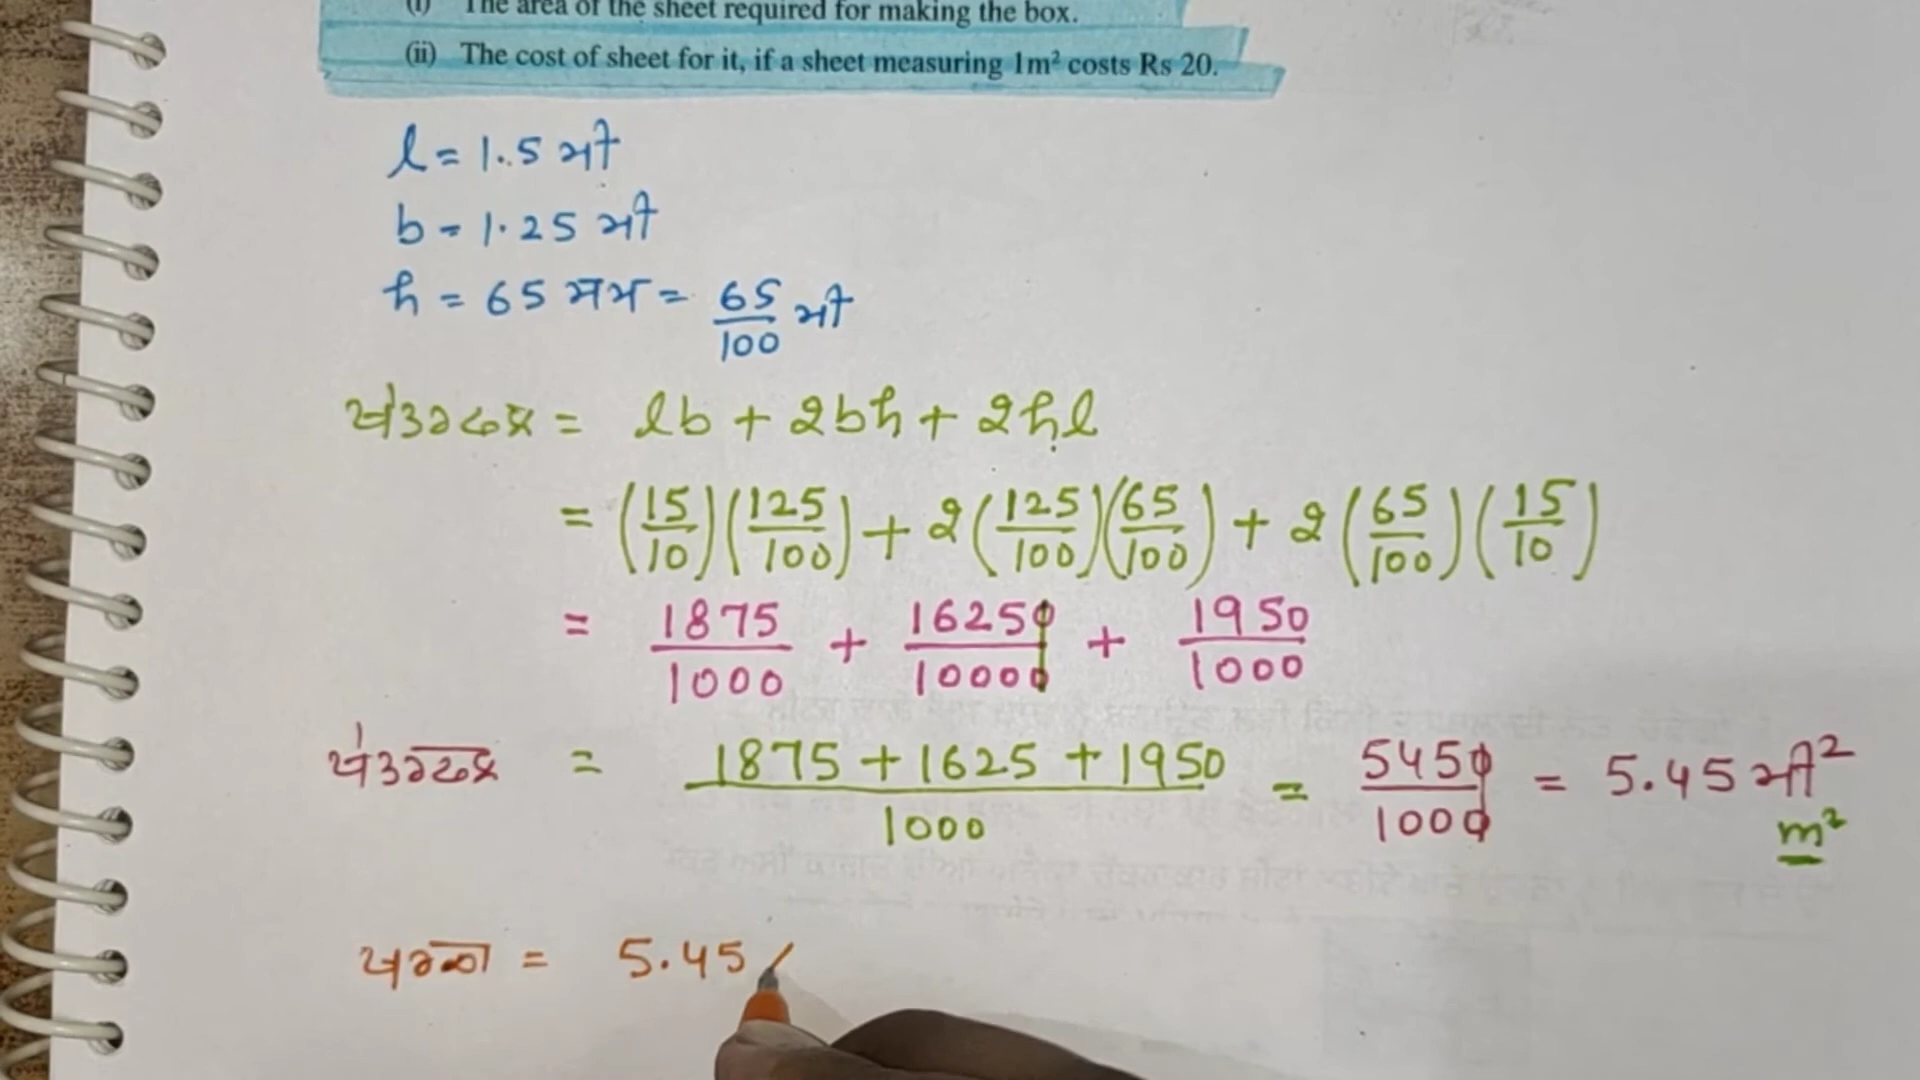 (i) The area of the sheet required for making the box.
(ii) The cost of sheet for it, if a sheet measuring 1m² costs Rs 20.
l = 1.5 ਮੀ
b = 1.25 ਮੀ
h = 65 ਸਮ = 65/100 ਮੀ
= lb + 2bh + 2hl
= (15/10)(125/100) + 2(125/100)(65/100) + 2(65/100)(15/10)
= 1875/1000 + 16250/10000 + 1950/1000
= 1875 + 1625 + 1950/1000 = 5450/1000 = 5.45 ਮੀ²
m²
= 5.45